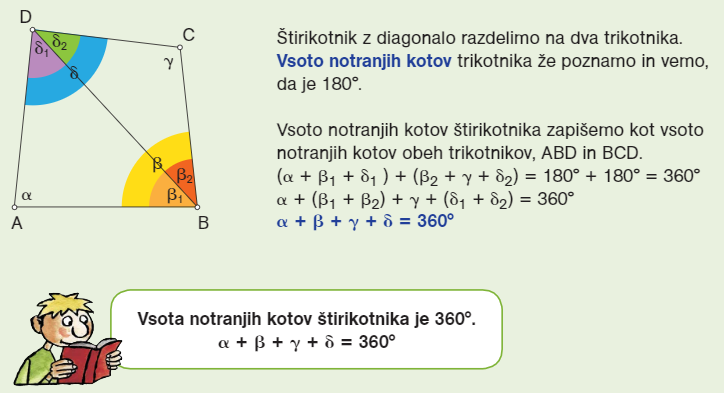 D
C
δ₁
δ₂
δ
γ
β
β₂
β₁
α
A
B
Štirikotnik z diagonalo razdelimo na dva trikotnika.
Vsoto notranjih kotov trikotnika že poznamo in vemo,
da je 180°.
Vsoto notranjih kotov štirikotnika zapišemo kot vsoto
notranjih kotov obeh trikotnikov, ABD in BCD.
(α + β₁ + δ₁ ) + (β₂ + γ + δ₂) = 180° + 180° = 360°
α + (β₁ + β₂) + γ + (δ₁ + δ₂) = 360°
α + β + γ + δ = 360°
Vsota notranjih kotov štirikotnika je 360°.
α + β + γ + δ = 360°